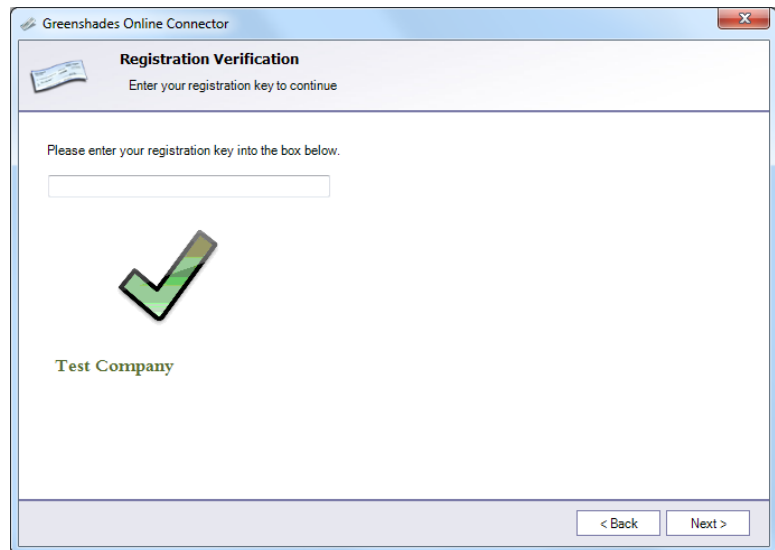 Greenshades Online Connector
Registration Verification
Enter your registration key to continue
Please enter your registration key into the box below.
Test Company
< Back
Next >